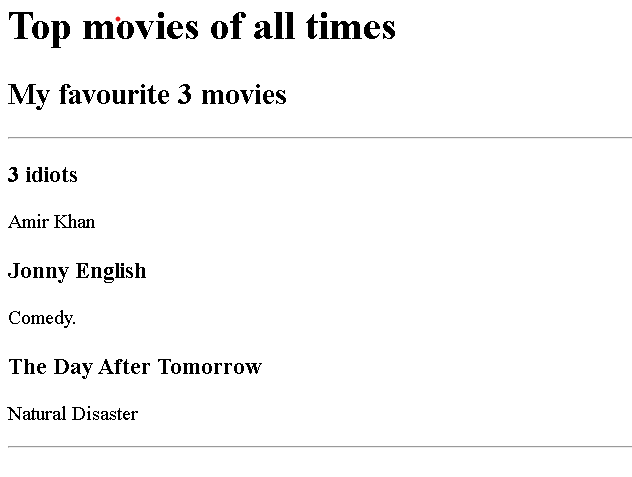 Top movies of all times
My favourite 3 movies
3 idiots
Amir Khan
Jonny English
Comedy.
The Day After Tomorrow
Natural Disaster